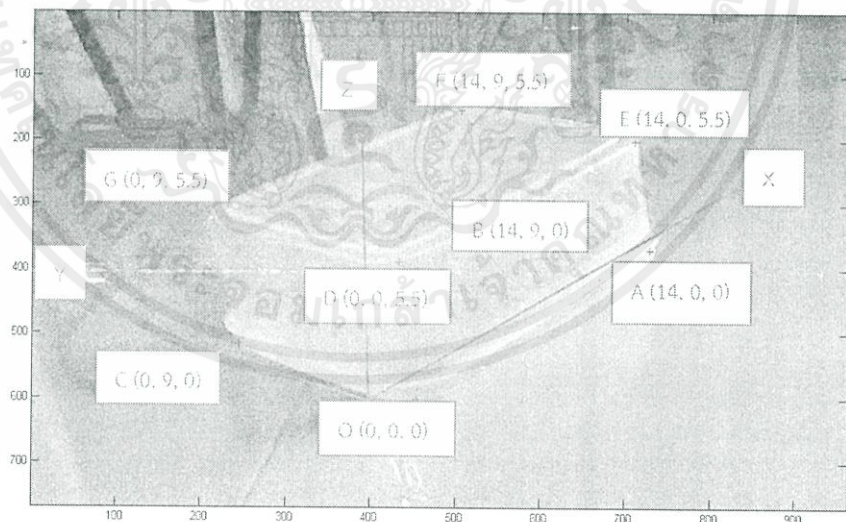 100
200
300
400
500
600
700
Z
F (14, 9, 5.5)
E (14, 0, 5.5)
G (0, 9, 5.5)
X
B (14, 9, 0)
Y
D (0, 0, 5.5)
A (14, 0, 0)
C (0, 9, 0)
O (0, 0, 0)
100 200 300 400 500 600 700 800 900